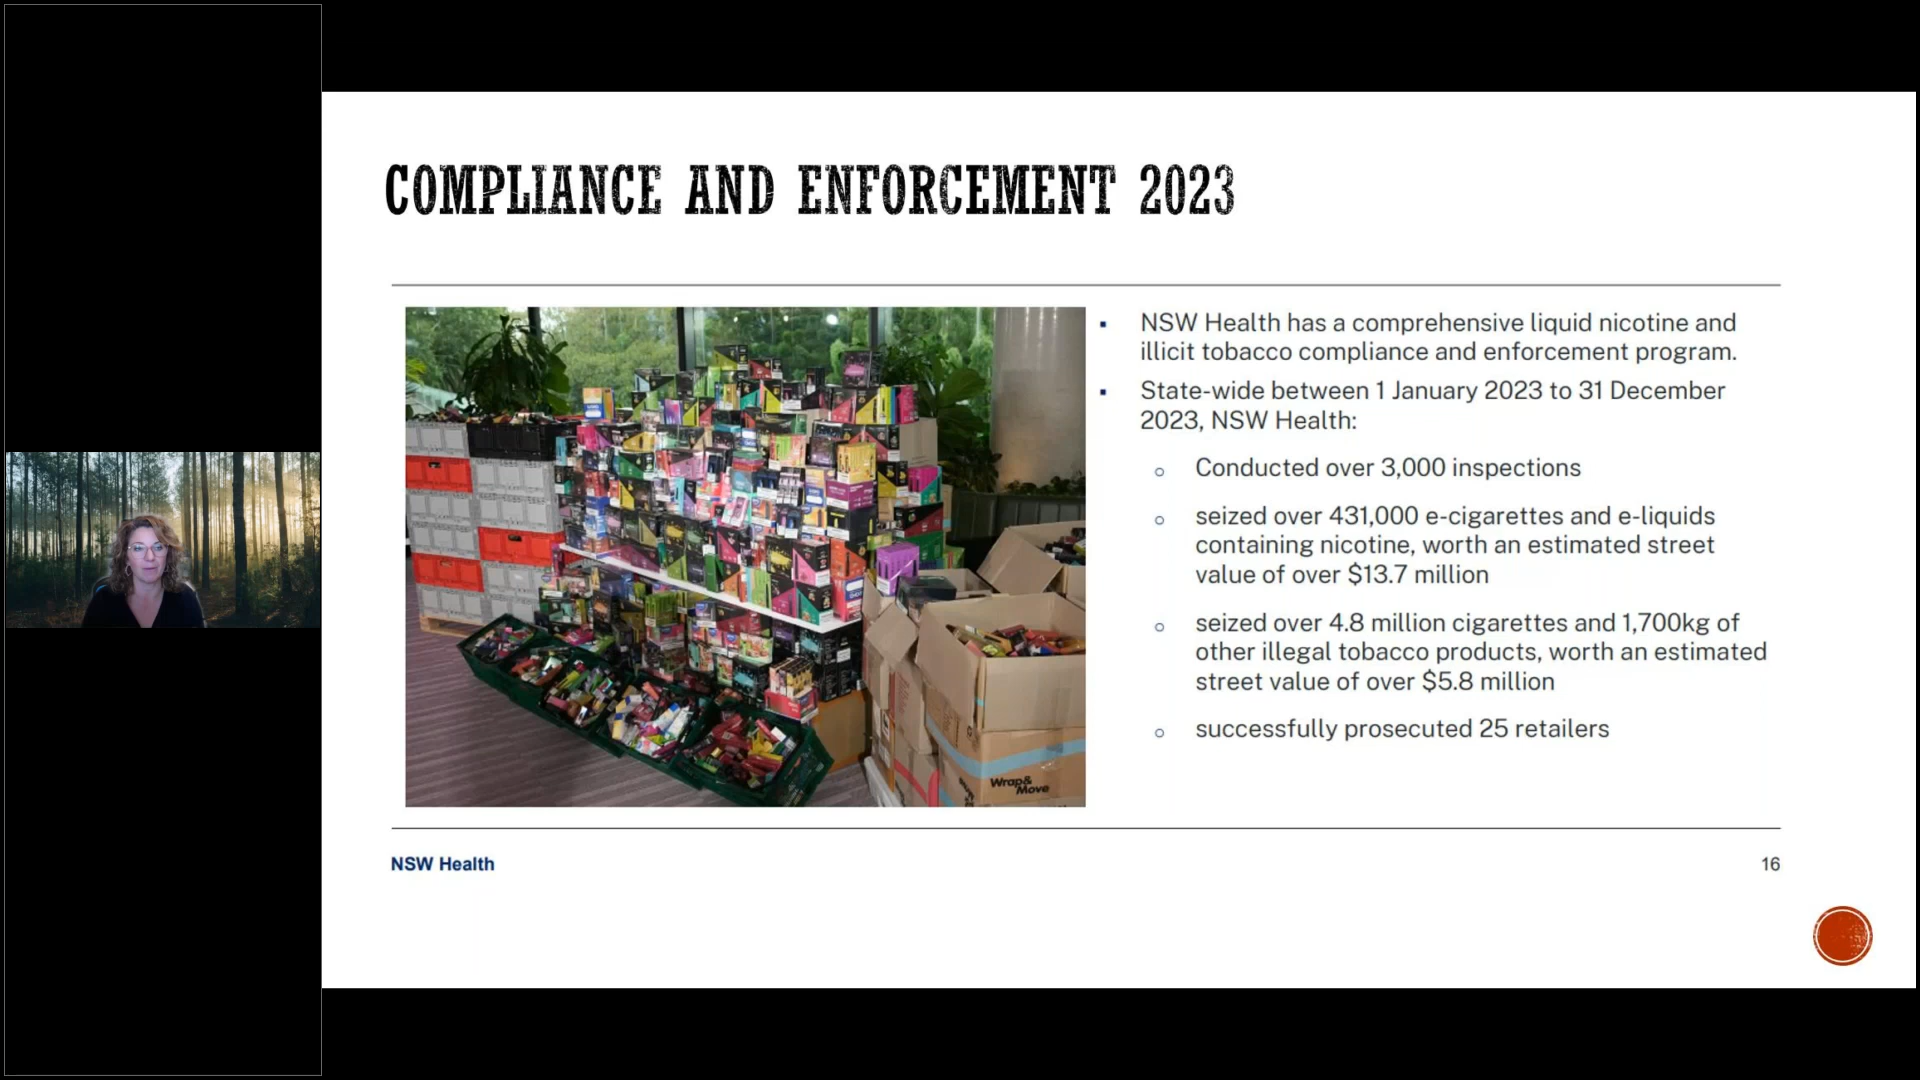 COMPLIANCE AND ENFORCEMENT 2023
NSW Health has a comprehensive liquid nicotine and
illicit tobacco compliance and enforcement program.
State-wide between 1 January 2023 to 31 December
2023, NSW Health:
Conducted over 3,000 inspections
seized over 431,000 e-cigarettes and e-liquids
containing nicotine, worth an estimated street
value of over $13.7 million
seized over 4.8 million cigarettes and 1,700kg of
other illegal tobacco products, worth an estimated
street value of over $5.8 million
successfully prosecuted 25 retailers
Wrap&
Move
NSW Health
16